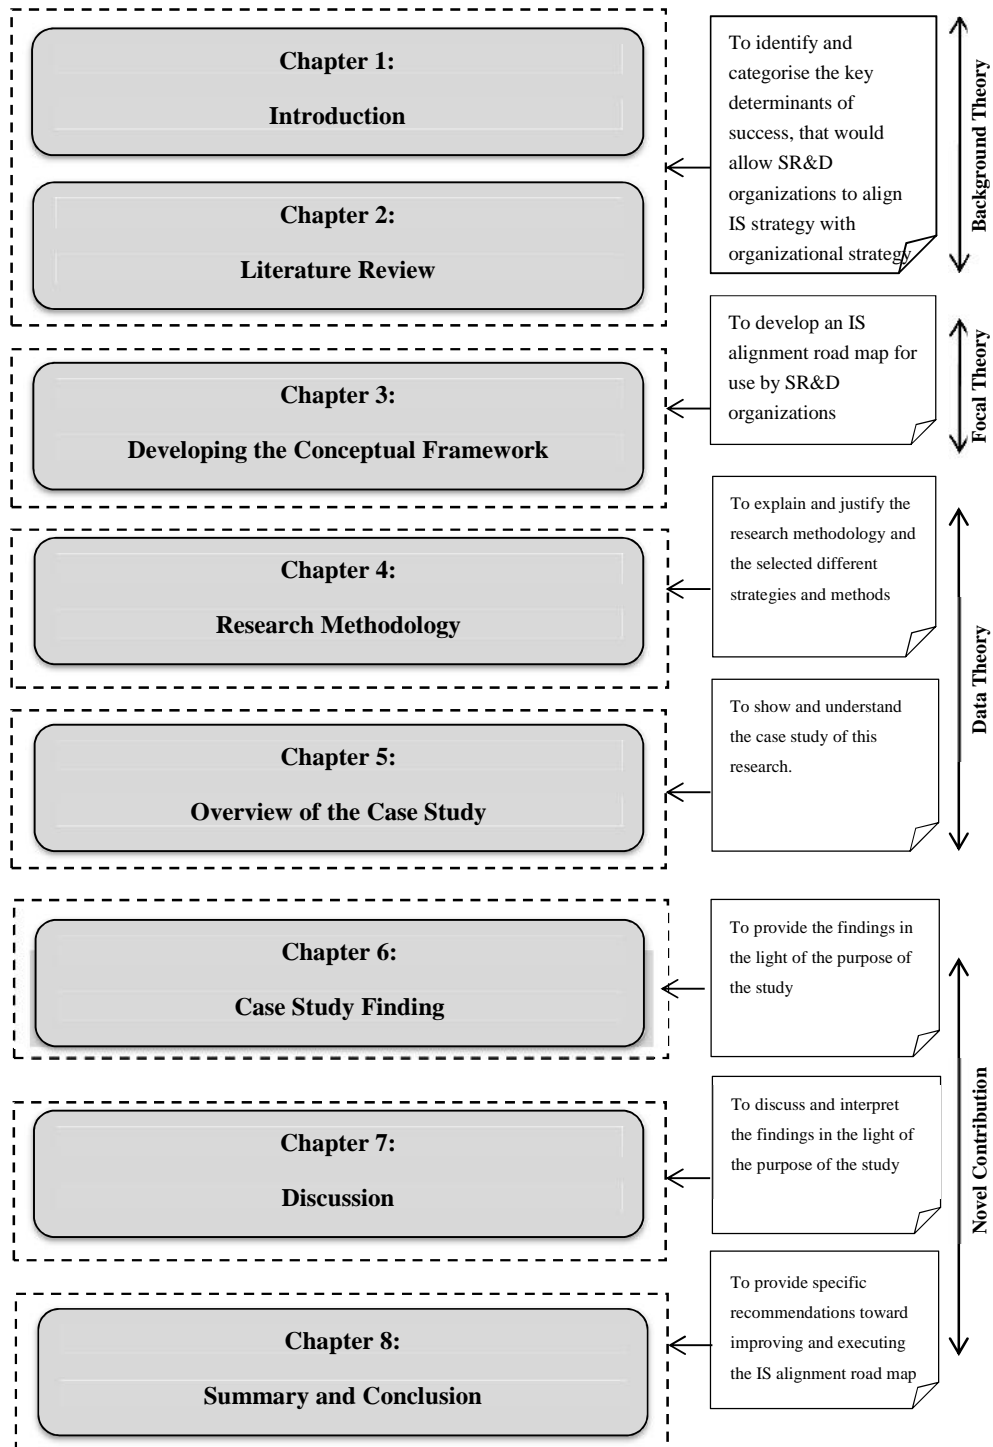 Chapter 1:
Introduction
Chapter 2:
Literature Review
To identify and
categorise the key
determinants of
success, that would
allow SR&D
organizations to align
IS strategy with
organizational strategy
Background Theory
Chapter 3:
Developing the Conceptual Framework
To develop an IS
alignment road map for
use by SR&D
organizations
Focal Theory
Chapter 4:
Research Methodology
To explain and justify the
research methodology and
the selected different
strategies and methods
Chapter 5:
Overview of the Case Study
To show and understand
the case study of this
research.
Data Theory
Chapter 6:
Case Study Finding
To provide the findings in
the light of the purpose of
the study
Chapter 7:
Discussion
To discuss and interpret
the findings in the light of
the purpose of the study
Chapter 8:
Summary and Conclusion
To provide specific
recommendations toward
improving and executing
the IS alignment road map
Novel Contribution